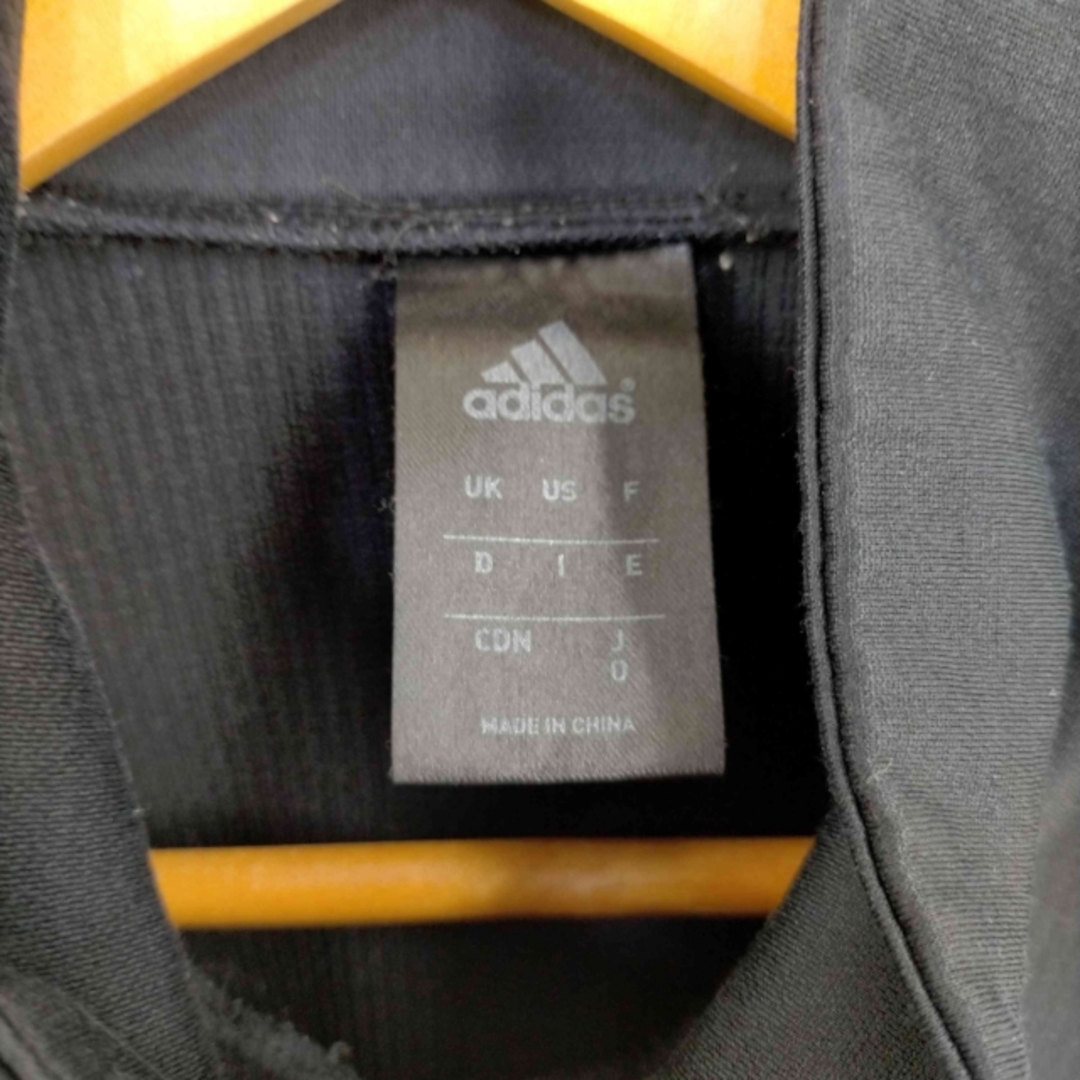 adidas®
UK US F
D I E
CDN J
O
MADE IN CHINA